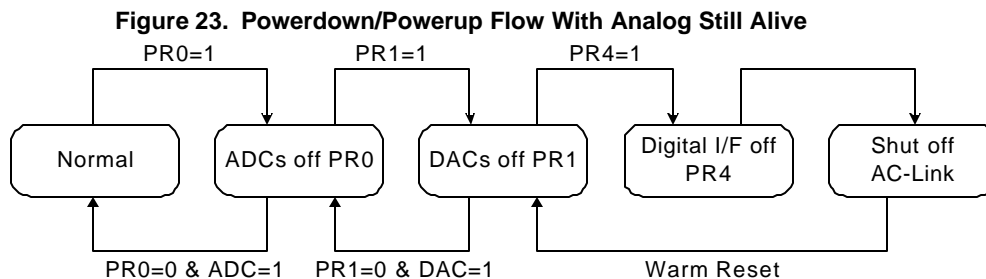 Figure 23. Powerdown/Powerup Flow With Analog Still Alive
PR0=1
PR1=1
PR4=1
Normal
ADCs off PR0
DACs off PR1
Digital I/F off
PR4
Shut off
AC-Link
PR0=0 & ADC=1
PR1=0 & DAC=1
Warm Reset